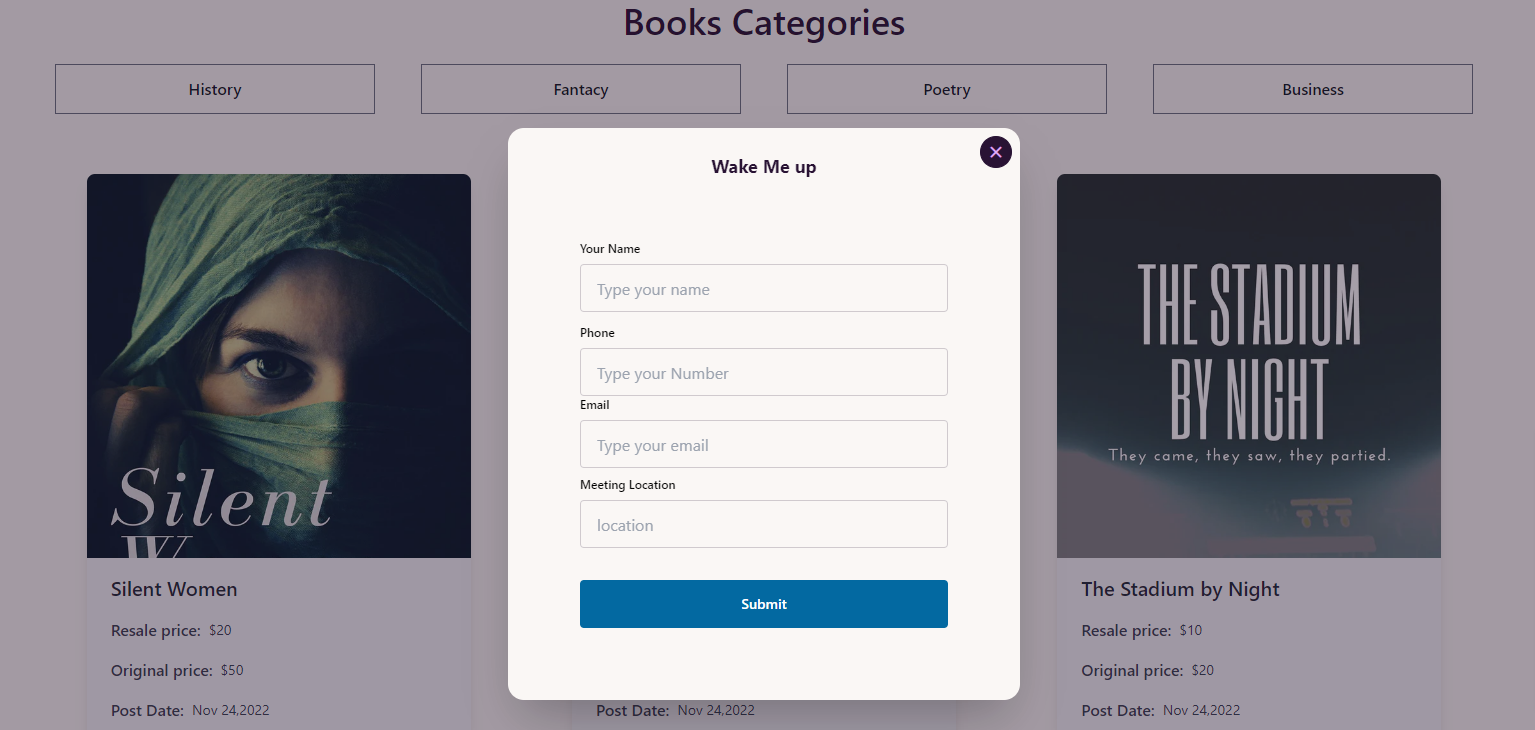 Books Categories
History
Fantacy
Poetry
Business
Wake Me up
Your Name
Type your name
Phone
Type your Number
Email
Type your email
Meeting Location
location
Submit
Silent
W
Silent Women
Resale price: $20
Original price: $50
Post Date: Nov 24,2022
Post Date: Nov 24,2022
THE STADIUM
BY NIGHT
They came, they saw, they partied.
The Stadium by Night
Resale price: $10
Original price: $20
Post Date: Nov 24,2022